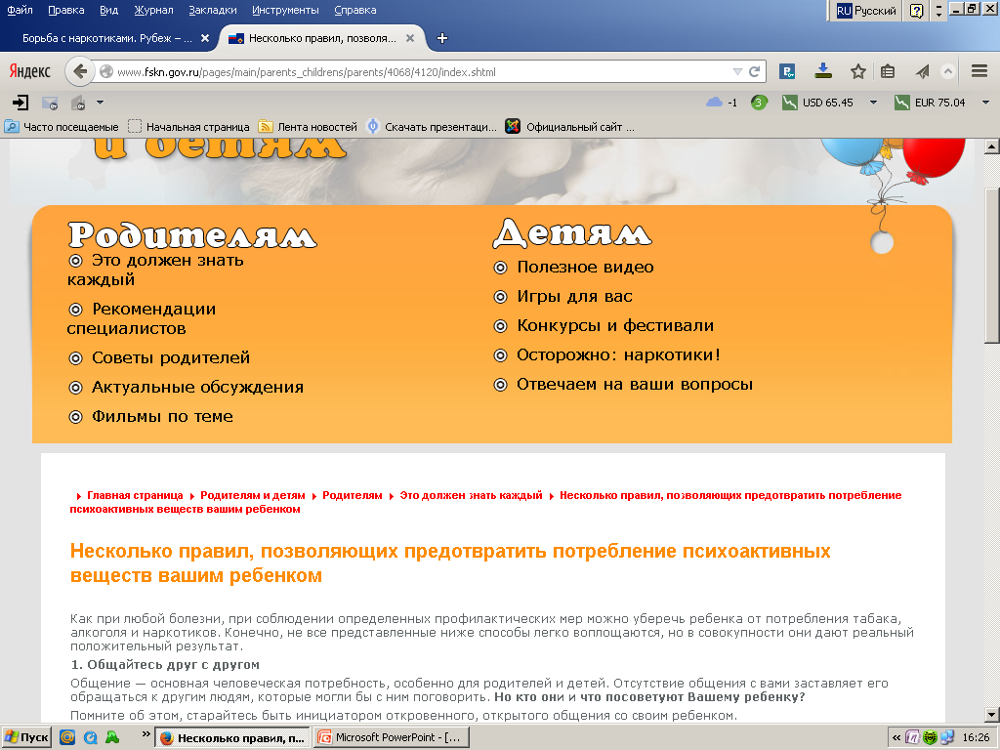 Файл Правка Вид Журнал Закладки Инструменты Справка
RU Русский
Борьба с наркотиками. Рубеж – ...
Несколько правил, позволя...
Яндекс
www.fskn.gov.ru/pages/main/parents_childrens/parents/4068/4120/index.shtml
-1 3 USD 65.45 EUR 75.04
Часто посещаемые Начальная страница Лента новостей Скачать презентаци... Официальный сайт ...
и детям
Родителям
Это должен знать
каждый
Рекомендации
специалистов
Советы родителей
Актуальные обсуждения
Фильмы по теме
Детям
Полезное видео
Игры для вас
Конкурсы и фестивали
Осторожно: наркотики!
Отвечаем на ваши вопросы
Главная страница Родителям и детям Родителям Это должен знать каждый Несколько правил, позволяющих предотвратить потребление
психоактивных веществ вашим ребенком
Несколько правил, позволяющих предотвратить потребление психоактивных
веществ вашим ребенком
Как при любой болезни, при соблюдении определенных профилактических мер можно уберечь ребенка от потребления табака,
алкоголя и наркотиков. Конечно, не все представленные ниже способы легко воплощаются, но в совокупности они дают реальный
положительный результат.
1. Общайтесь друг с другом
Общение — основная человеческая потребность, особенно для родителей и детей. Отсутствие общения с вами заставляет его
обращаться к другим людям, которые могли бы с ним поговорить. Но кто они и что посоветуют Вашему ребенку?
Помните об этом, старайтесь быть инициатором откровенного, открытого общения со своим ребенком.
Пуск
Несколько правил, п...
Microsoft PowerPoint - [...
16:26